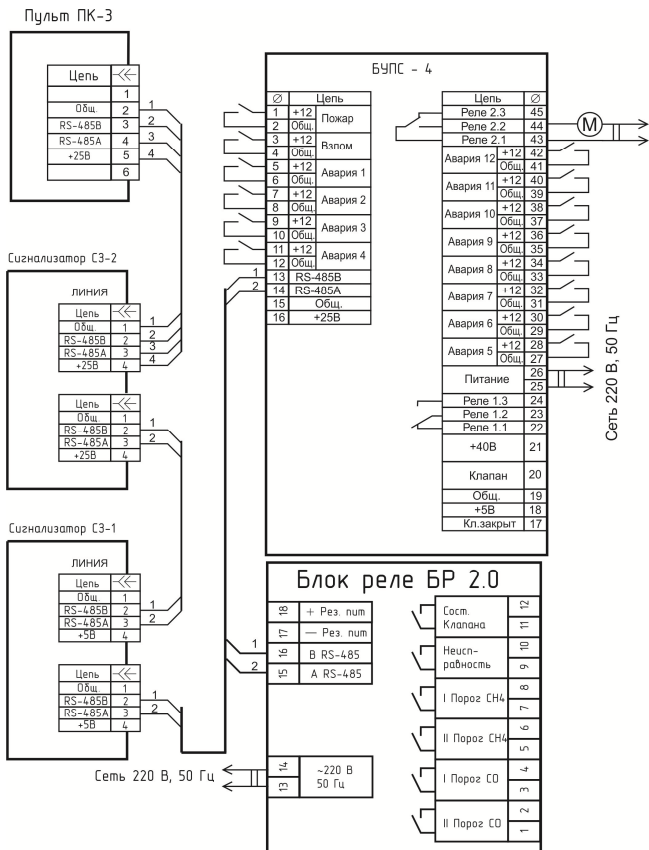 Пульт ПК-3
Цепь
1
Общ. 2 1
RS-485B 3 2
RS-485A 4 3
+25В 5 4
6
Сигнализатор СЗ-2
ЛИНИЯ
Цепь
Общ. 1 1
RS-485B 2 2
RS-485A 3 3
+25В 4 4
Цепь
Общ. 1
RS-485B 2 1
RS-485A 3 2
+25В 4
Сигнализатор СЗ-1
ЛИНИЯ
Цепь
Общ. 1
RS-485B 2 1
RS-485A 3 2
+5В 4
Цепь
Общ. 1
RS-485B 2 1
RS-485A 3 2
+5В 4
БУПС - 4
∅ Цепь
1 +12 Пожар
2 Общ.
3 +12 Взлом
4 Общ.
5 +12 Авария 1
6 Общ.
7 +12 Авария 2
8 Общ.
9 +12 Авария 3
10 Общ.
11 +12 Авария 4
12 Общ.
1 13 RS-485B
2 14 RS-485A
15 Общ.
16 +25В
Цепь ∅
Реле 2.3 45
Реле 2.2 44
Реле 2.1 43
M
Авария 12 +12 42
Общ. 41
Авария 11 +12 40
Общ. 39
Авария 10 +12 38
Общ. 37
Авария 9 +12 36
Общ. 35
Авария 8 +12 34
Общ. 33
Авария 7 +12 32
Общ. 31
Авария 6 +12 30
Общ. 29
Авария 5 +12 28
Общ. 27
Питание 26
25
Реле 1.3 24
Реле 1.2 23
Реле 1.1 22
+40В 21
Клапан 20
Общ. 19
+5В 18
Кл.закрыт 17
Сеть 220 В, 50 Гц
Блок реле БР 2.0
18 + Рез. пит
17 — Рез. пит
1 16 B RS-485
2 15 A RS-485
Сеть 220 В, 50 Гц
14 ~220 В
13 50 Гц
Сост. 12
Клапана 11
Неисп- 10
равность 9
I Порог СН4 8
7
II Порог СН4 6
5
I Порог СО 4
3
II Порог СО 2
1